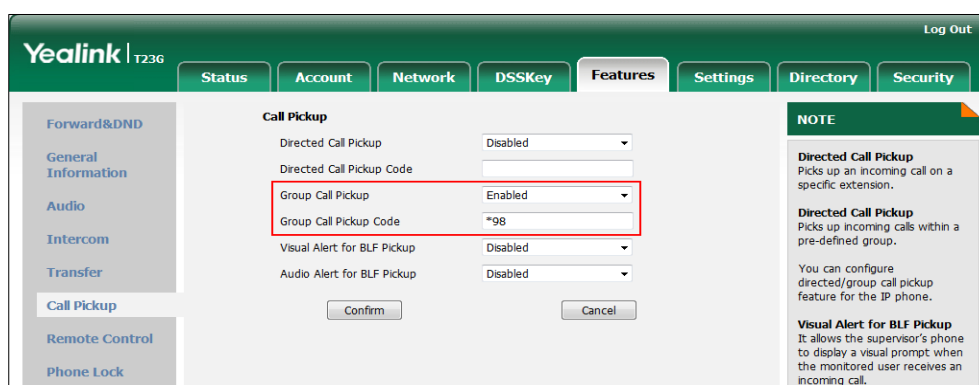 Log Out
Yealink T23G
Status Account Network DSSKey Features Settings Directory Security
Forward&DND
General
Information
Audio
Intercom
Transfer
Call Pickup
Remote Control
Phone Lock
Call Pickup
Directed Call Pickup Disabled
Directed Call Pickup Code
Group Call Pickup Enabled
Group Call Pickup Code *98
Visual Alert for BLF Pickup Disabled
Audio Alert for BLF Pickup Disabled
Confirm Cancel
NOTE
Directed Call Pickup
Picks up an incoming call on a
specific extension.
Directed Call Pickup
Picks up incoming calls within a
pre-defined group.
You can configure
directed/group call pickup
feature for the IP phone.
Visual Alert for BLF Pickup
It allows the supervisor's phone
to display a visual prompt when
the monitored user receives an
incoming call.